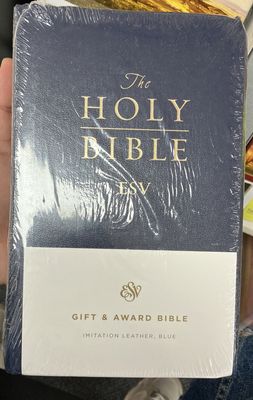 The
HOLY
BIBLE
ESV
ESV
GIFT & AWARD BIBLE
IMITATION LEATHER, BLUE